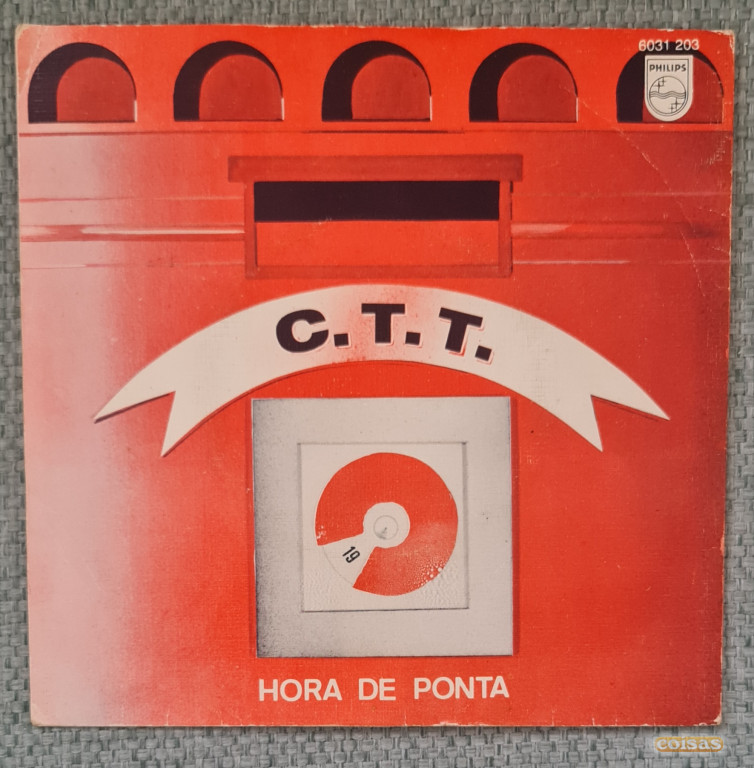 6031 203
PHILIPS
C.T.T.
19
HORA DE PONTA
coisas